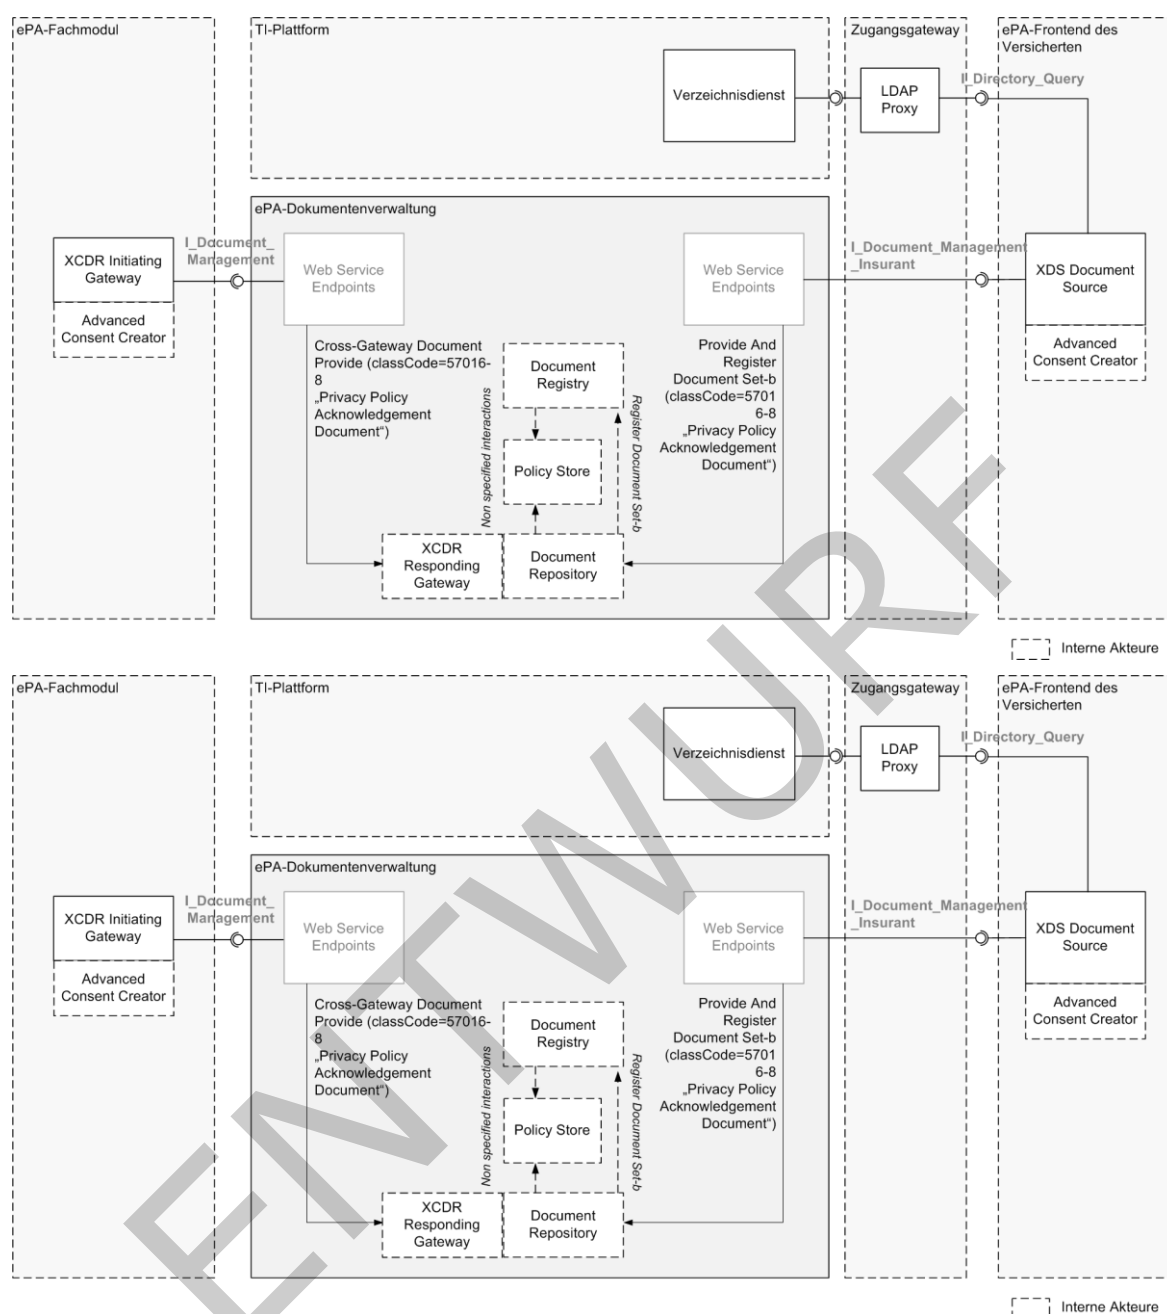 ePA-Fachmodul
TI-Plattform
Zugangsgateway
ePA-Frontend des
Versicherten
I_Directory_Query
Verzeichnisdienst
LDAP
Proxy
ePA-Dokumentenverwaltung
I_Document_
Management
XCDR Initiating
Gateway
Advanced
Consent Creator
Web Service
Endpoints
Web Service
Endpoints
I_Document_Management
_Insurant
XDS Document
Source
Advanced
Consent Creator
Cross-Gateway Document
Provide (classCode=57016-
8
„Privacy Policy
Acknowledgement
Document“)
Non specified interactions
Document
Registry
Policy Store
Register Document Set-b
Provide And
Register
Document Set-b
(classCode=5701
6-8
„Privacy Policy
Acknowledgement
Document“)
XCDR
Responding
Gateway
Document
Repository
Interne Akteure
ePA-Fachmodul
TI-Plattform
Zugangsgateway
ePA-Frontend des
Versicherten
I_Directory_Query
Verzeichnisdienst
LDAP
Proxy
ePA-Dokumentenverwaltung
I_Document_
Management
XCDR Initiating
Gateway
Advanced
Consent Creator
Web Service
Endpoints
Web Service
Endpoints
I_Document_Management
_Insurant
XDS Document
Source
Advanced
Consent Creator
Cross-Gateway Document
Provide (classCode=57016-
8
„Privacy Policy
Acknowledgement
Document“)
Non specified interactions
Document
Registry
Policy Store
Register Document Set-b
Provide And
Register
Document Set-b
(classCode=5701
6-8
„Privacy Policy
Acknowledgement
Document“)
XCDR
Responding
Gateway
Document
Repository
Interne Akteure
ENTWURF